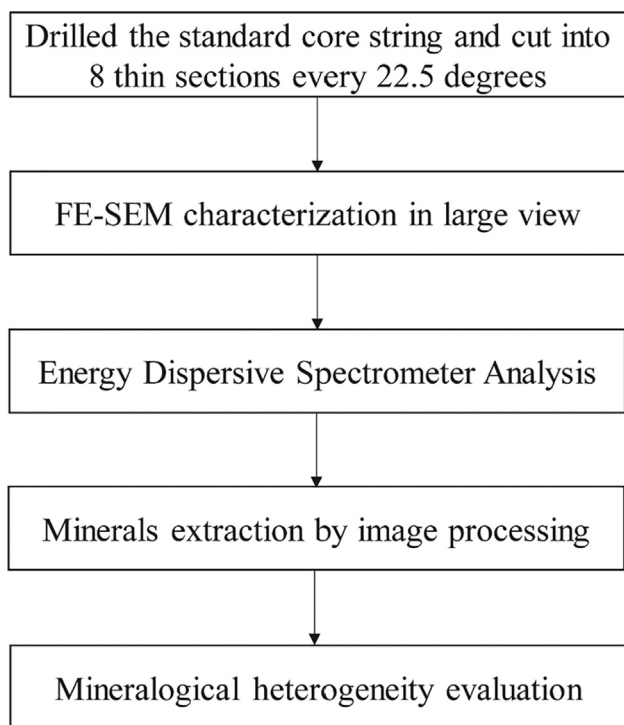 Drilled the standard core string and cut into
8 thin sections every 22.5 degrees
FE-SEM characterization in large view
Energy Dispersive Spectrometer Analysis
Minerals extraction by image processing
Mineralogical heterogeneity evaluation